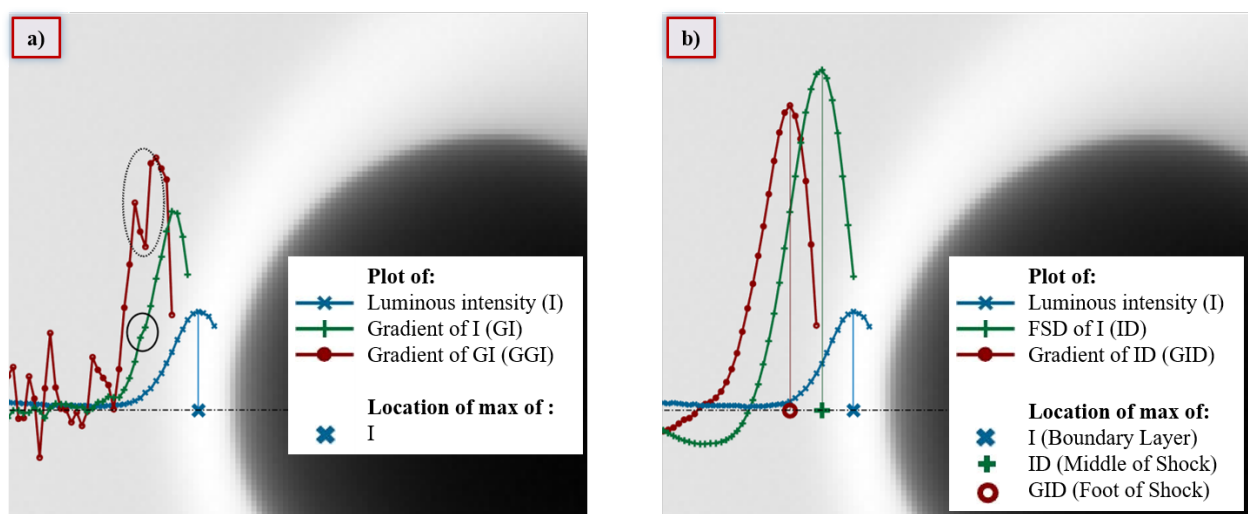 a)
Plot of:
Luminous intensity (I)
Gradient of I (GI)
Gradient of GI (GGI)
Location of max of :
I
b)
Plot of:
Luminous intensity (I)
FSD of I (ID)
Gradient of ID (GID)
Location of max of:
I (Boundary Layer)
ID (Middle of Shock)
GID (Foot of Shock)